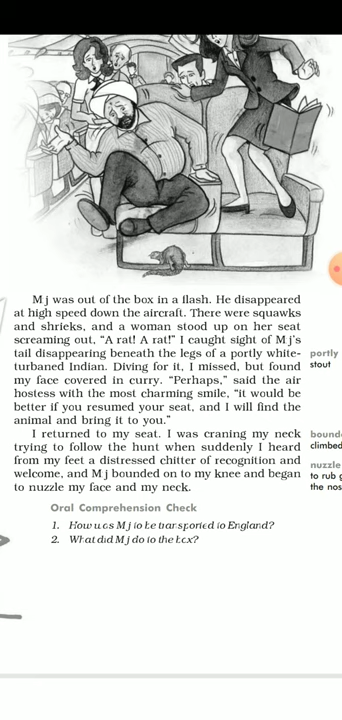 Mj was out of the box in a flash. He disappeared
at high speed down the aircraft. There were squawks
and shrieks, and a woman stood up on her seat
screaming out, “A rat! A rat!” I caught sight of Mj’s
tail disappearing beneath the legs of a portly white-
turbaned Indian. Diving for it, I missed, but found
my face covered in curry. “Perhaps,” said the air
hostess with the most charming smile, “it would be
better if you resumed your seat, and I will find the
animal and bring it to you.”
portly
stout
I returned to my seat. I was craning my neck
trying to follow the hunt when suddenly I heard
from my feet a distressed chitter of recognition and
welcome, and Mj bounded on to my knee and began
to nuzzle my face and my neck.
bound
climbed
nuzzle
to rub
the nos
Oral Comprehension Check
1. How was Mj to be transported to England?
2. What did Mj do to the box?